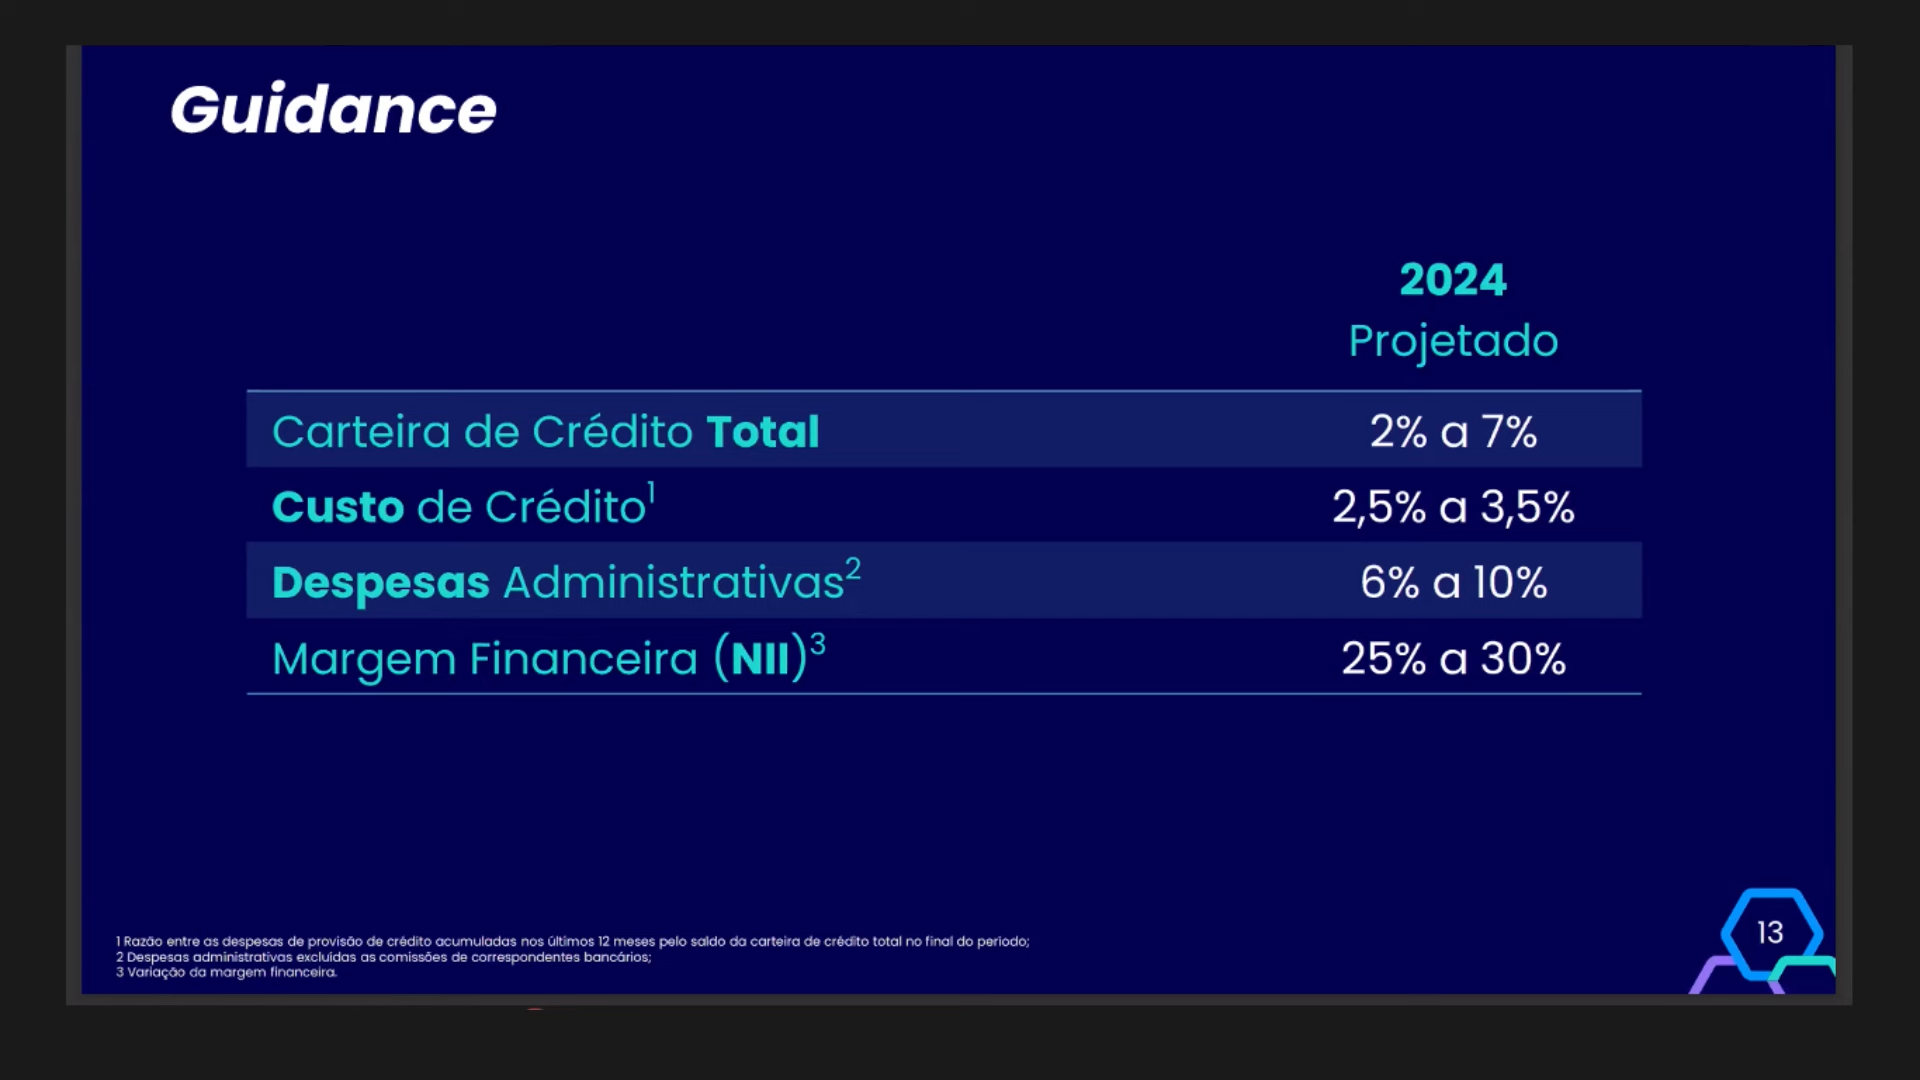 Guidance
2024
Projetado
Carteira de Crédito Total 2% a 7%
Custo de Crédito¹ 2,5% a 3,5%
Despesas Administrativas² 6% a 10%
Margem Financeira (NII)³ 25% a 30%
1 Razão entre as despesas de provisão de crédito acumuladas nos últimos 12 meses pelo saldo da carteira de crédito total no final do período;
2 Despesas administrativas excluídas as comissões de correspondentes bancários;
3 Variação da margem financeira.
13